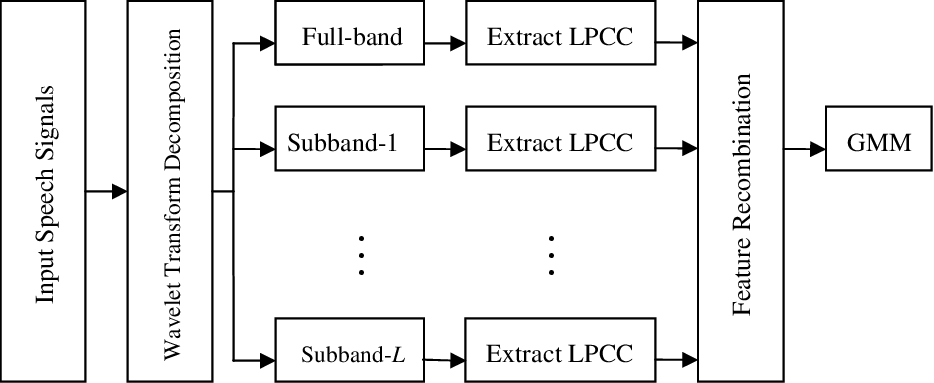 Input Speech Signals
Wavelet Transform Decomposition
Full-band
Extract LPCC
Subband-1
Extract LPCC
Subband-L
Extract LPCC
Feature Recombination
GMM